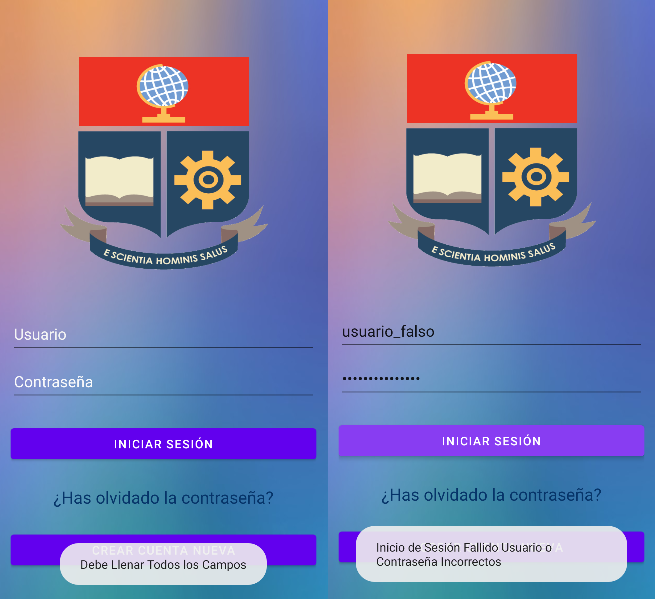 E SCIENTIA HOMINIS SALUS
Usuario
Contraseña
INICIAR SESIÓN
¿Has olvidado la contraseña?
CREAR CUENTA NUEVA
Debe Llenar Todos los Campos
E SCIENTIA HOMINIS SALUS
usuario_falso
•••••••••••••••
INICIAR SESIÓN
¿Has olvidado la contraseña?
Inicio de Sesión Fallido Usuario o
Contraseña Incorrectos